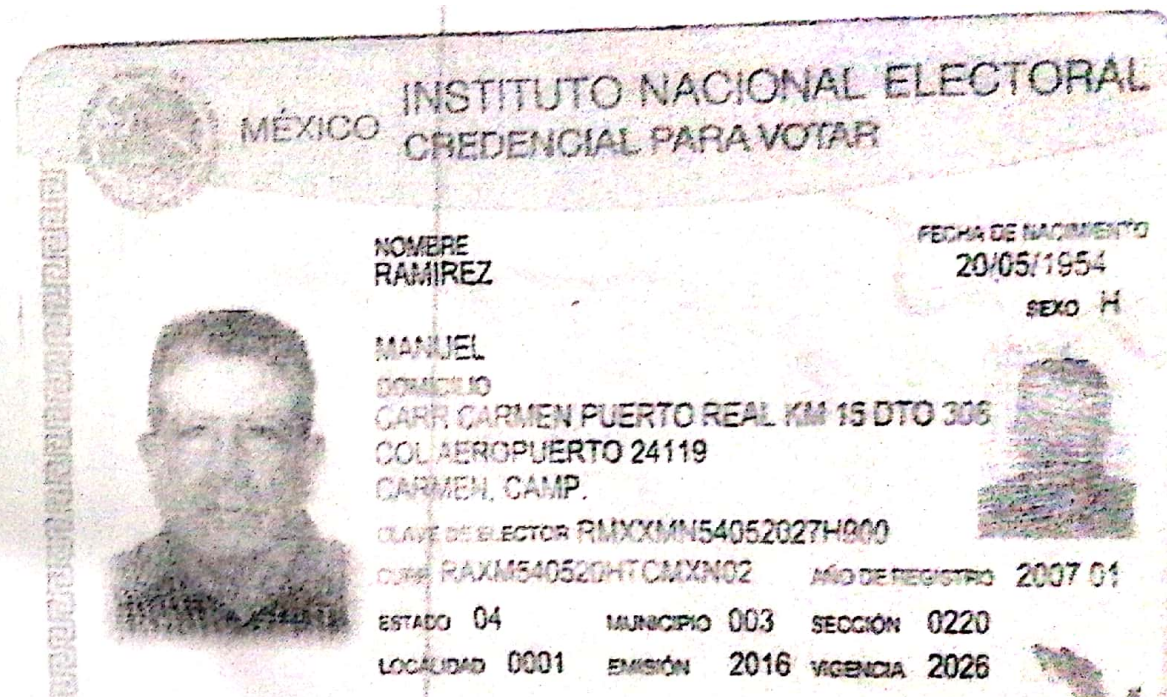 MÉXICO INSTITUTO NACIONAL ELECTORAL
CREDENCIAL PARA VOTAR
NOMBRE
RAMIREZ
MANUEL
FECHA DE NACIMIENTO
20/05/1954
SEXO H
DOMICILIO
CARR CARMEN PUERTO REAL KM 15 DTO 306
COL AEROPUERTO 24119
CARMEN, CAMP.
CLAVE DE ELECTOR RMXXMN54052027H900
CURP RAXM540520HTCMXN02 AÑO DE REGISTRO 2007 01
ESTADO 04 MUNICIPIO 003 SECCIÓN 0220
LOCALIDAD 0001 EMISIÓN 2016 VIGENCIA 2026